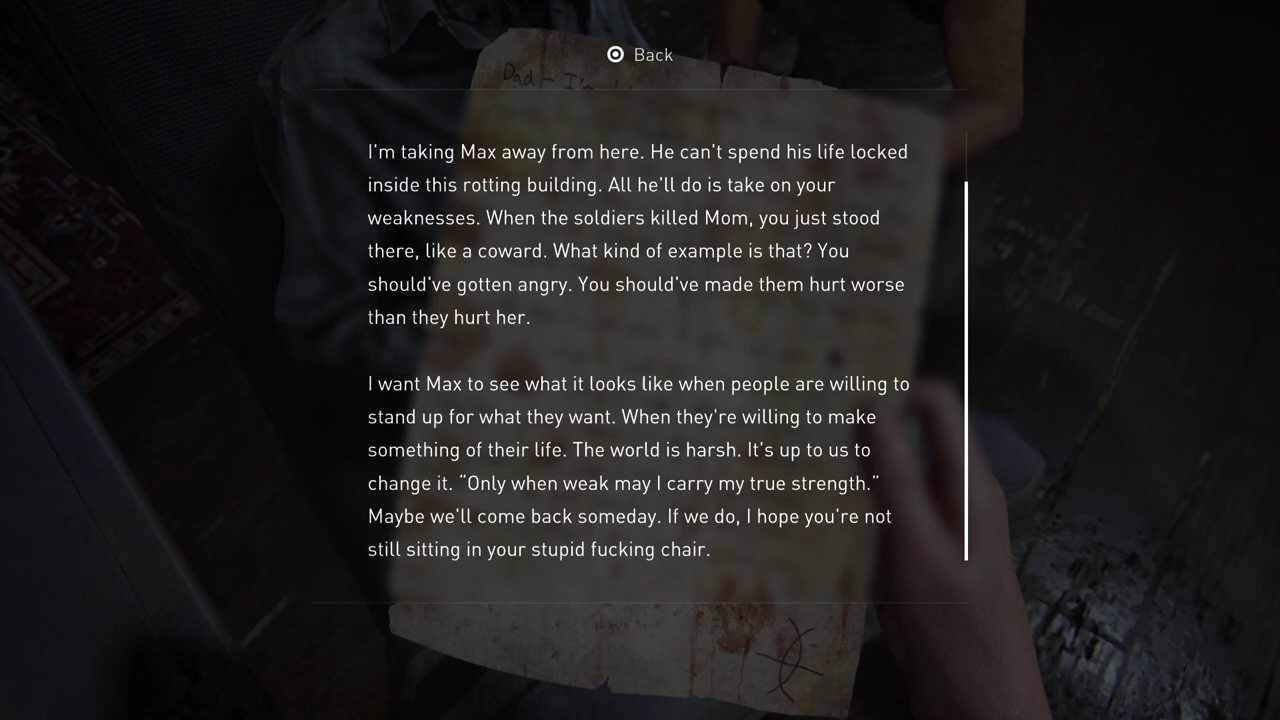 Back
Dad - I'm
I'm taking Max away from here. He can't spend his life locked
inside this rotting building. All he'll do is take on your
weaknesses. When the soldiers killed Mom, you just stood
there, like a coward. What kind of example is that? You
should've gotten angry. You should've made them hurt worse
than they hurt her.
I want Max to see what it looks like when people are willing to
stand up for what they want. When they're willing to make
something of their life. The world is harsh. It's up to us to
change it. “Only when weak may I carry my true strength.”
Maybe we'll come back someday. If we do, I hope you're not
still sitting in your stupid fucking chair.